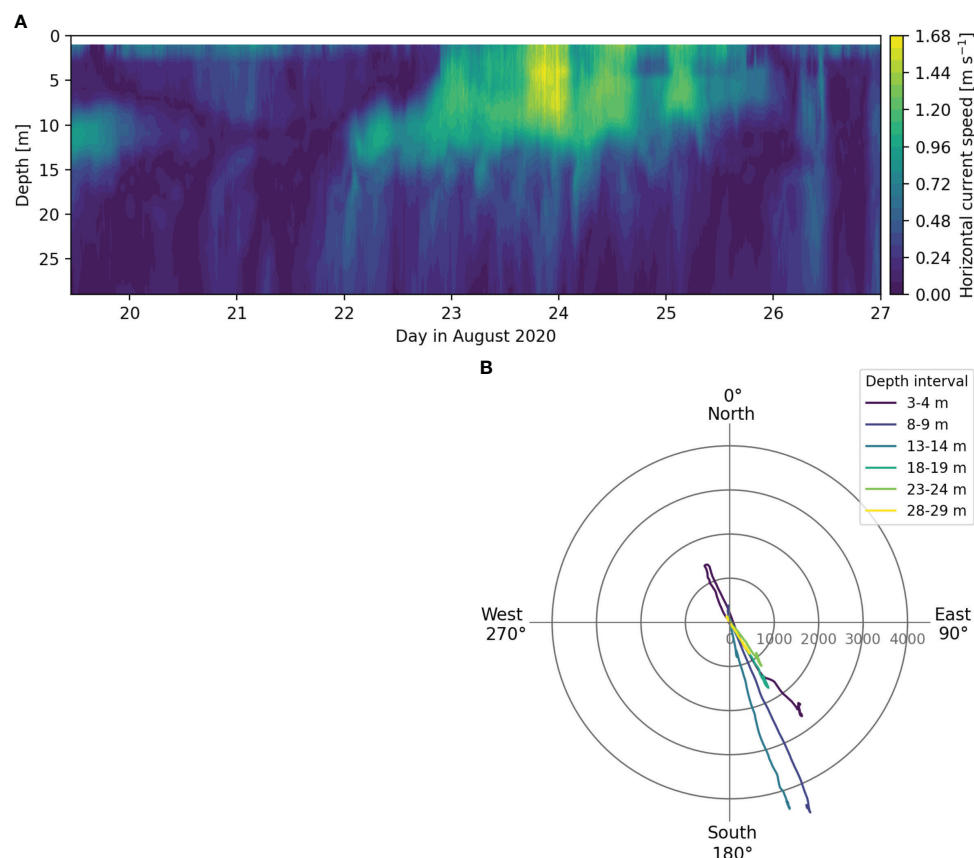 A
0
5
10
15
20
25
Depth [m]
20 21 22 23 24 25 26 27
Day in August 2020
1.68
1.44
1.20
0.96
0.72
0.48
0.24
0.00
Horizontal current speed [m s⁻¹]
B
Depth interval
3-4 m
8-9 m
13-14 m
18-19 m
23-24 m
28-29 m
0°
North
West
270°
East
90°
0 1000 2000 3000 4000
South
180°